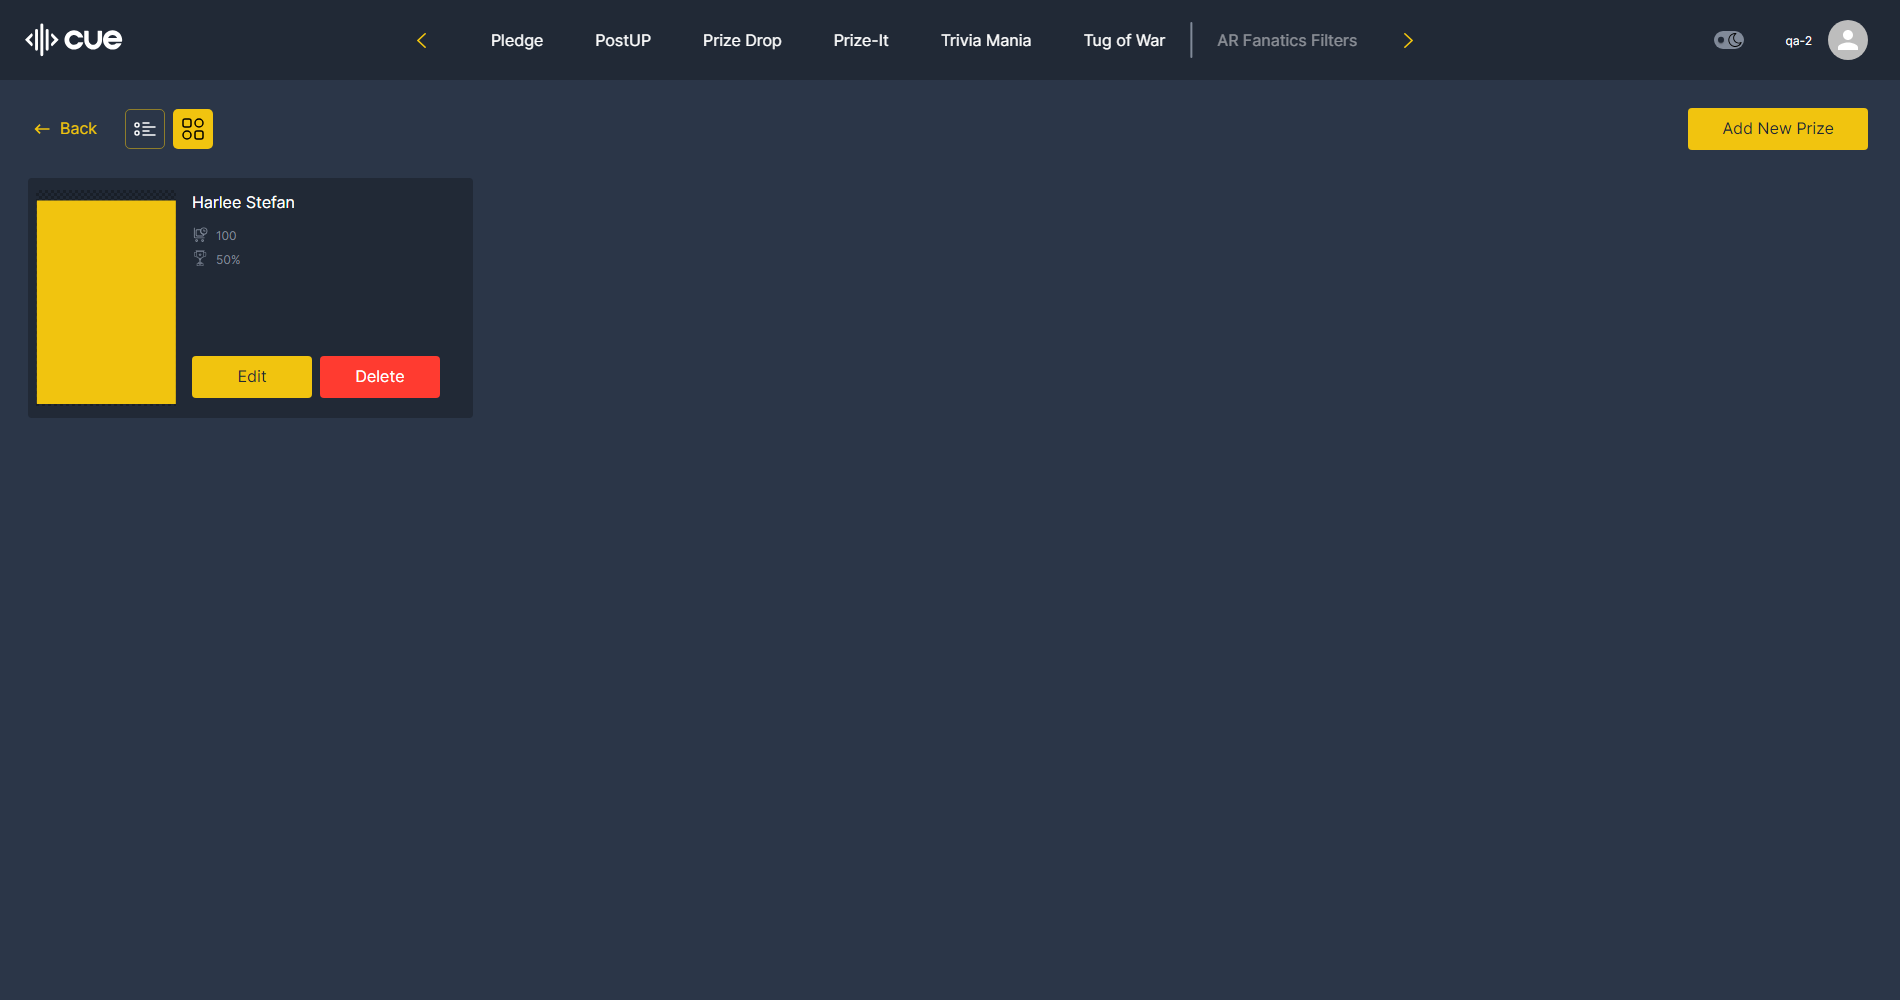 cue
Pledge
PostUP
Prize Drop
Prize-It
Trivia Mania
Tug of War
AR Fanatics Filters
qa-2
Back
Add New Prize
Harlee Stefan
100
50%
Edit
Delete